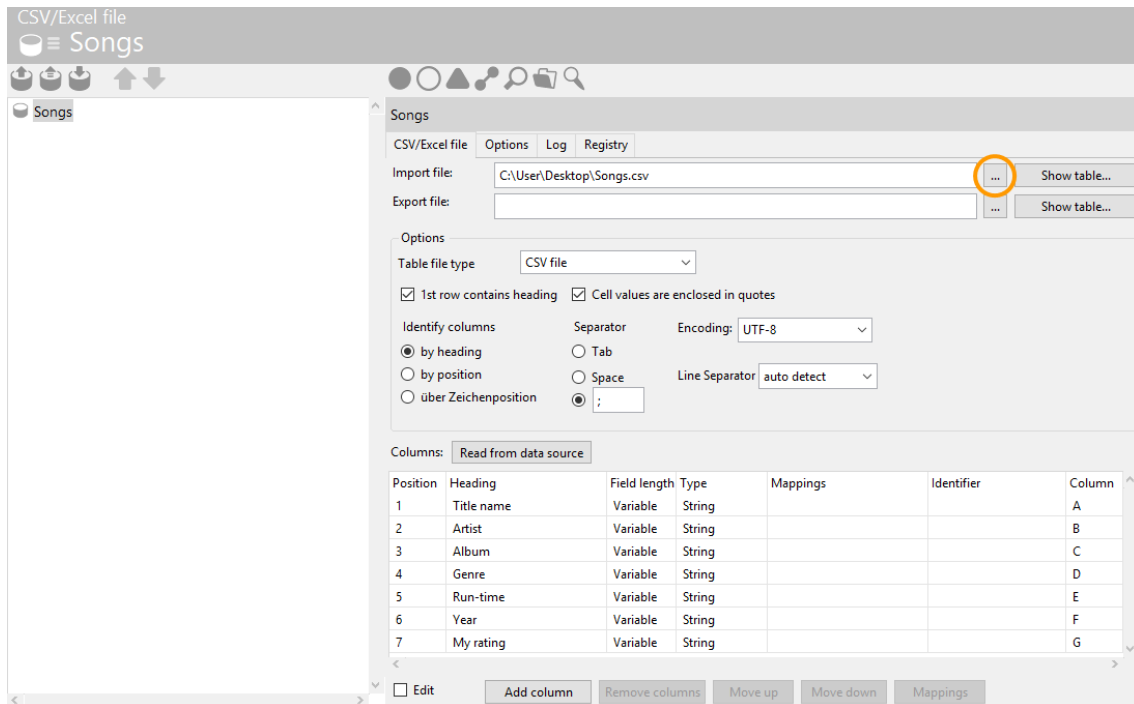 CSV/Excel file
Songs
Songs
Songs
CSV/Excel file Options Log Registry
Import file: C:\User\Desktop\Songs.csv ... Show table...
Export file: ... Show table...
Options
Table file type CSV file
1st row contains heading Cell values are enclosed in quotes
Identify columns Separator Encoding: UTF-8
by heading Tab
by position Space Line Separator auto detect
über Zeichenposition ;
Columns: Read from data source
Position Heading Field length Type Mappings Identifier Column
1 Title name Variable String A
2 Artist Variable String B
3 Album Variable String C
4 Genre Variable String D
5 Run-time Variable String E
6 Year Variable String F
7 My rating Variable String G
Edit Add column Remove columns Move up Move down Mappings